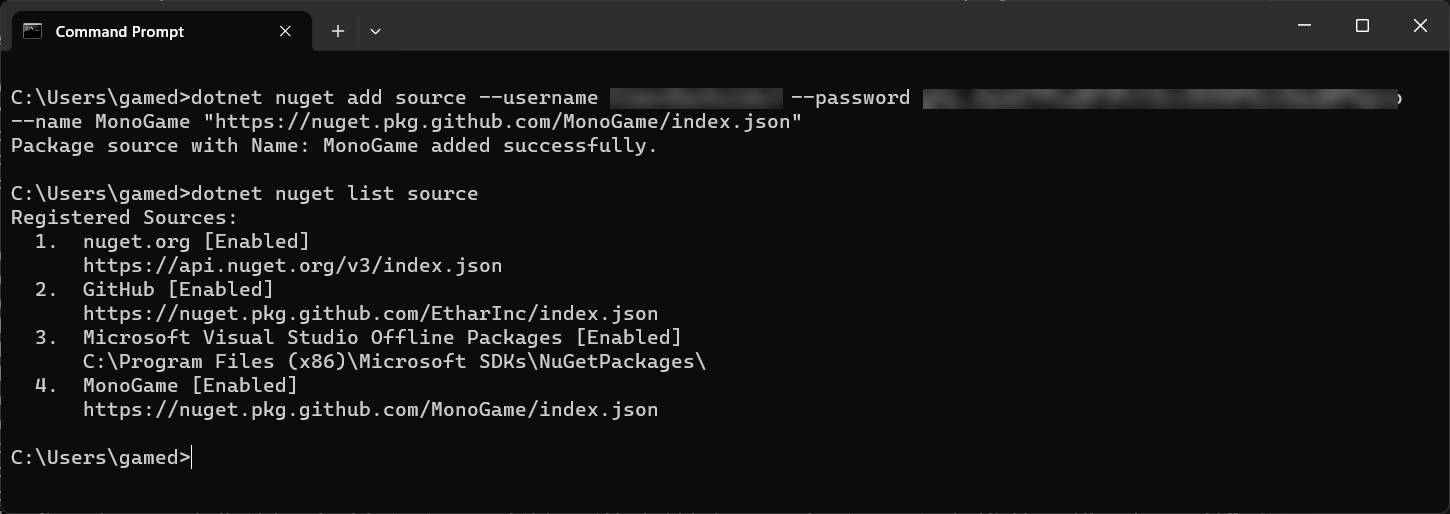 Command Prompt
C:\Users\gamed>dotnet nuget add source --username --password
--name MonoGame "https://nuget.pkg.github.com/MonoGame/index.json"
Package source with Name: MonoGame added successfully.
C:\Users\gamed>dotnet nuget list source
Registered Sources:
1. nuget.org [Enabled]
https://api.nuget.org/v3/index.json
2. GitHub [Enabled]
https://nuget.pkg.github.com/EtharInc/index.json
3. Microsoft Visual Studio Offline Packages [Enabled]
C:\Program Files (x86)\Microsoft SDKs\NuGetPackages\
4. MonoGame [Enabled]
https://nuget.pkg.github.com/MonoGame/index.json
C:\Users\gamed>